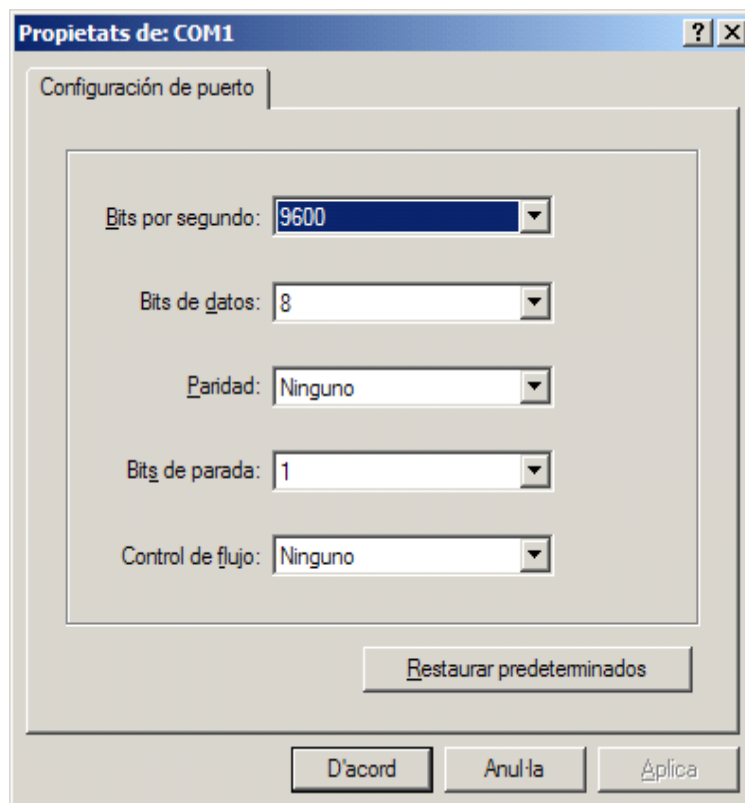 Propietats de: COM1
Configuración de puerto
Bits por segundo: 9600
Bits de datos: 8
Paridad: Ninguno
Bits de parada: 1
Control de flujo: Ninguno
Restaurar predeterminados
D'acord Anul·la Aplica